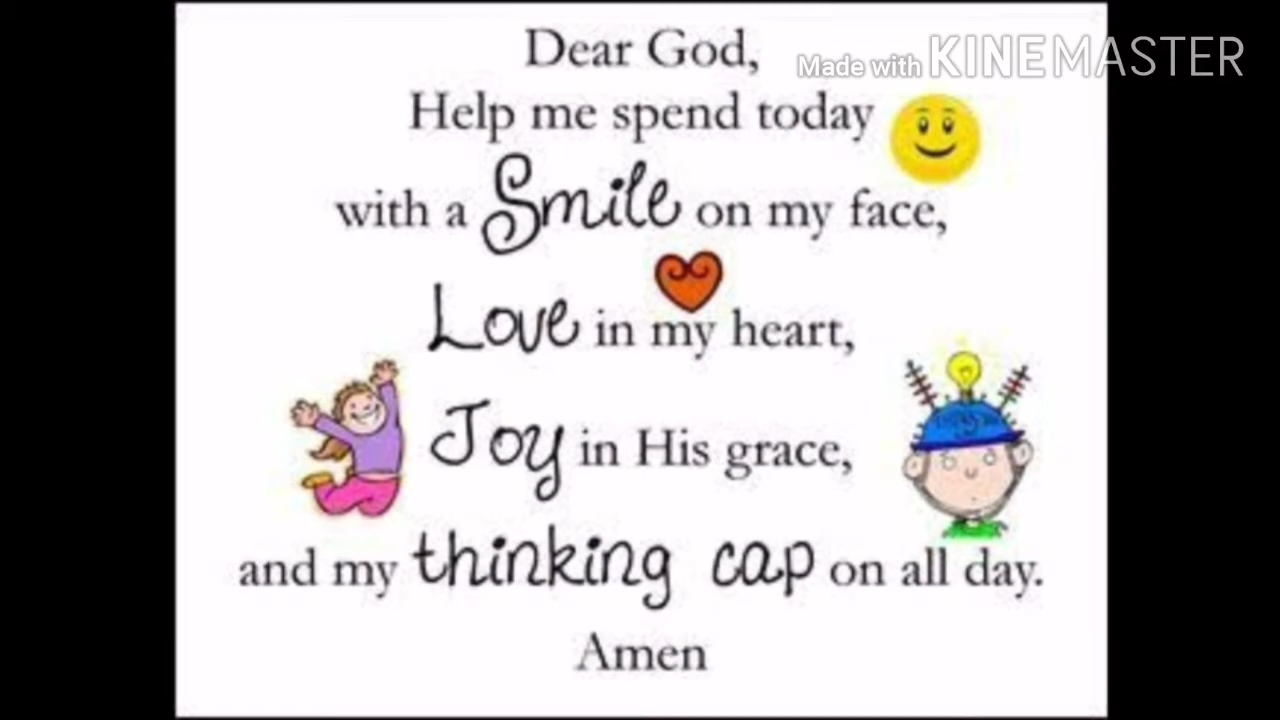 Made with KINEMASTER
Dear God,
Help me spend today
with a Smile on my face,
Love in my heart,
Joy in His grace,
and my thinking cap on all day.
Amen